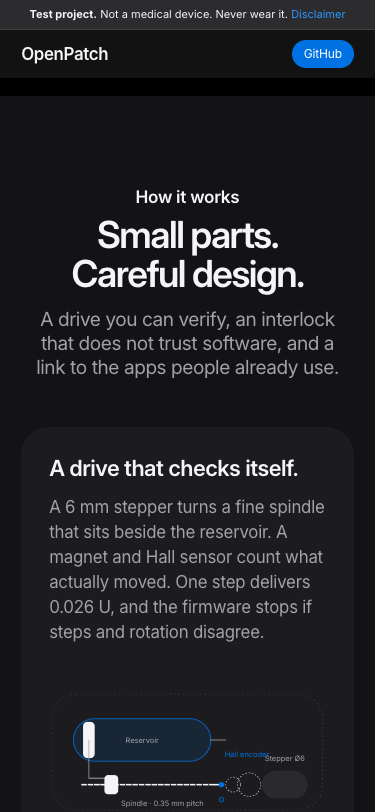 Test project. Not a medical device. Never wear it. Disclaimer
OpenPatch
GitHub
How it works
Small parts.
Careful design.
A drive you can verify, an interlock
that does not trust software, and a
link to the apps people already use.
A drive that checks itself.
A 6 mm stepper turns a fine spindle
that sits beside the reservoir. A
magnet and Hall sensor count what
actually moved. One step delivers
0.026 U, and the firmware stops if
steps and rotation disagree.
Reservoir
Hall encoder
Stepper Ø6
Spindle · 0.35 mm pitch